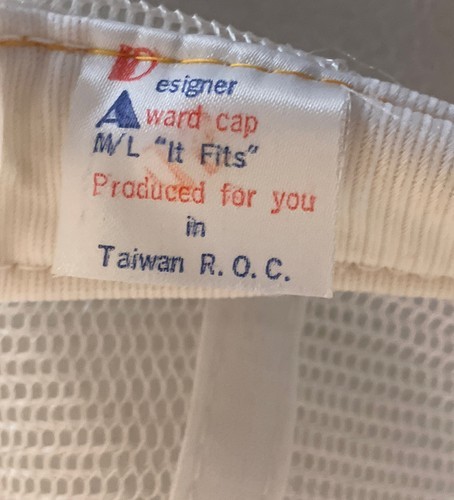 Designer
Award cap
M/L "It Fits"
Produced for you
in
Taiwan R. O. C.